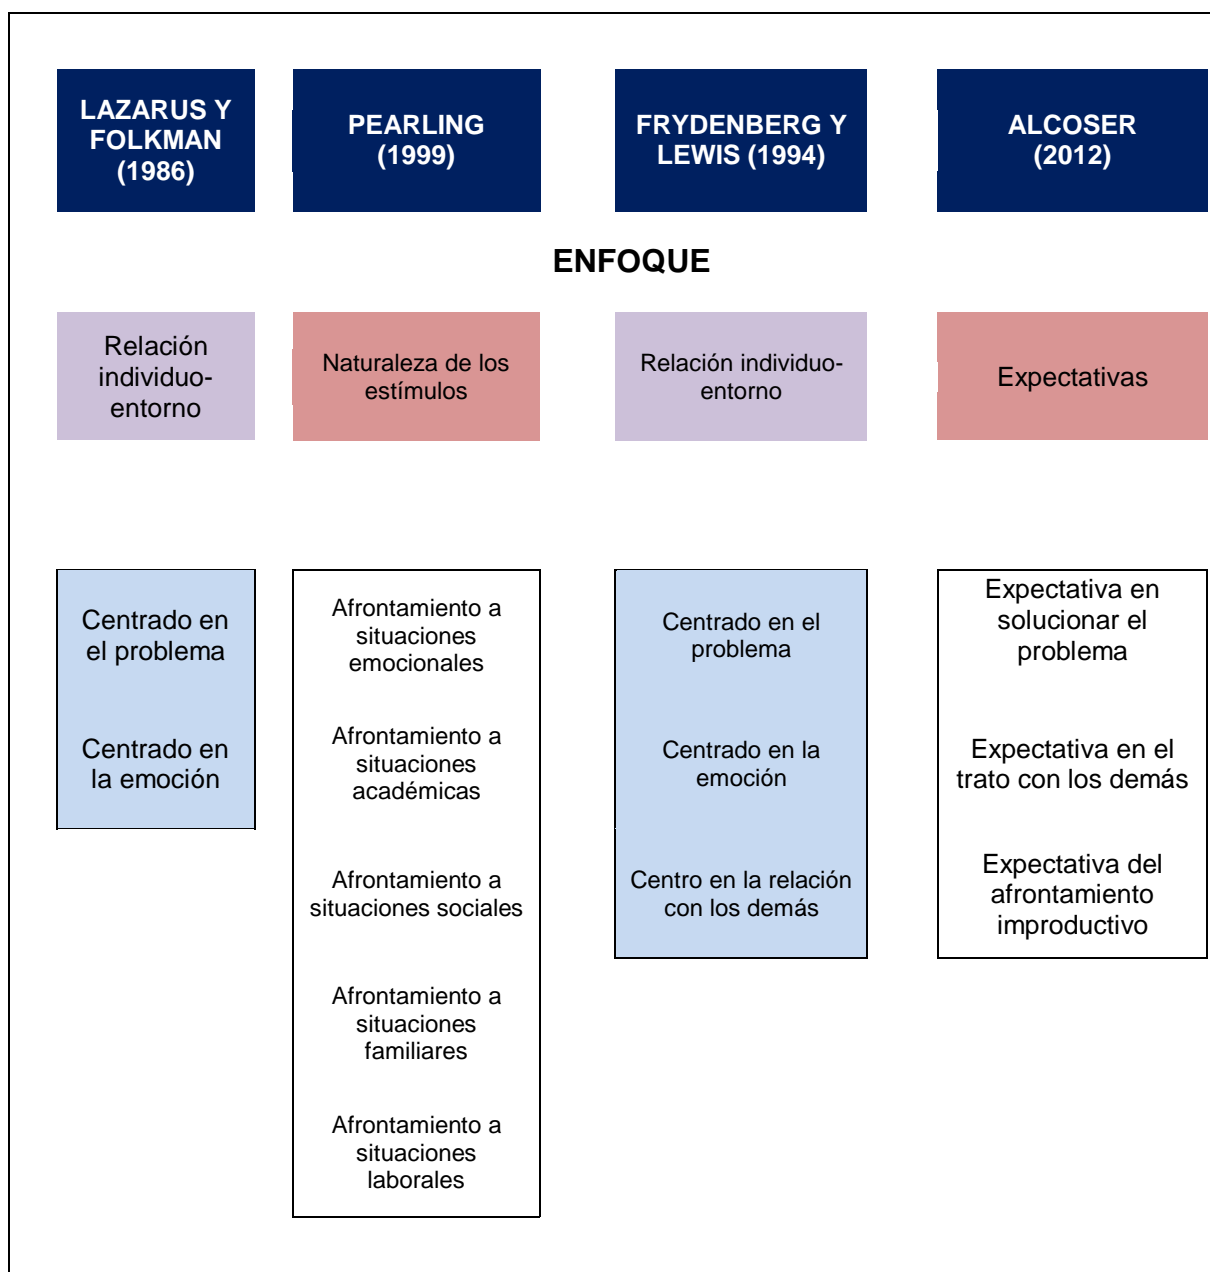 LAZARUS Y
FOLKMAN
(1986)
PEARLING
(1999)
FRYDENBERG Y
LEWIS (1994)
ALCOSER
(2012)
ENFOQUE
Relación
individuo-
entorno
Naturaleza de los
estímulos
Relación individuo-
entorno
Expectativas
Centrado en
el problema
Centrado en
la emoción
Afrontamiento a
situaciones
emocionales
Afrontamiento a
situaciones
académicas
Afrontamiento a
situaciones sociales
Afrontamiento a
situaciones
familiares
Afrontamiento a
situaciones
laborales
Centrado en el
problema
Centrado en la
emoción
Centro en la relación
con los demás
Expectativa en
solucionar el
problema
Expectativa en el
trato con los demás
Expectativa del
afrontamiento
improductivo